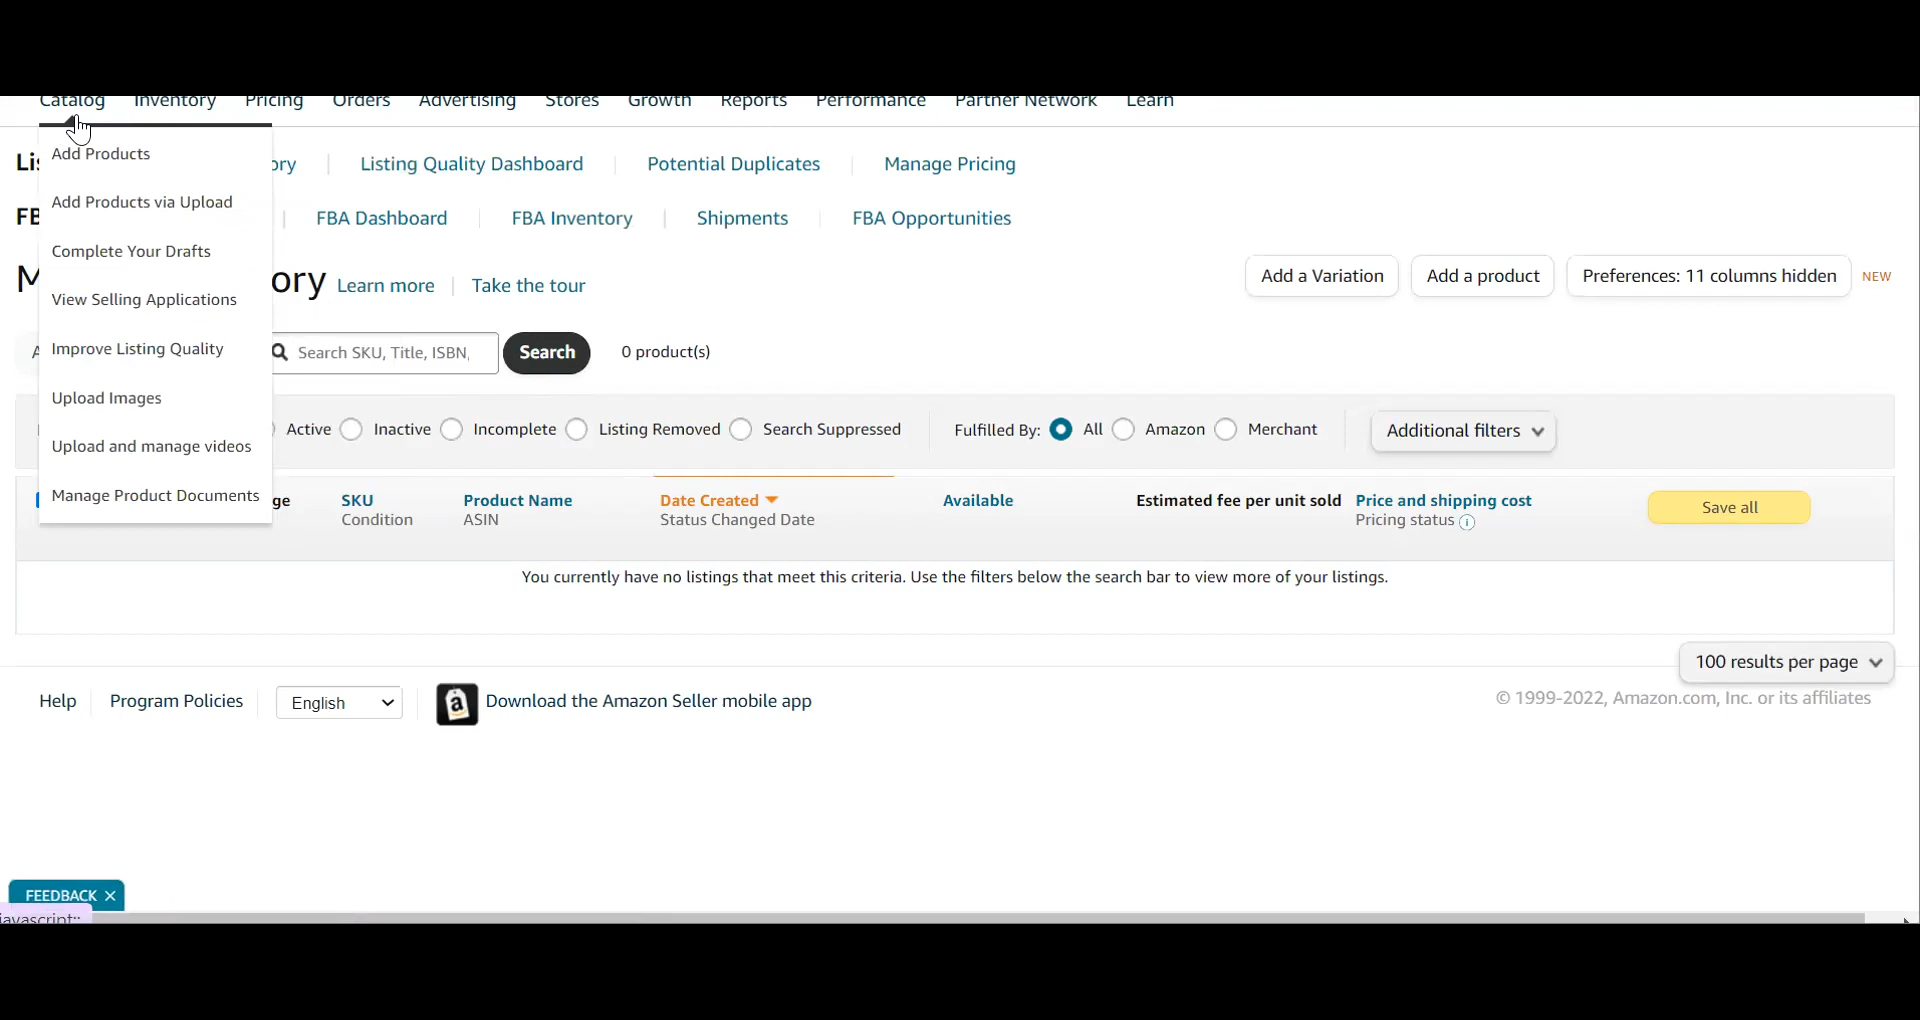 Catalog Inventory Pricing Orders Advertising Stores Growth Reports Performance Partner Network Learn
Add Products
Lis ory Listing Quality Dashboard Potential Duplicates Manage Pricing
Add Products via Upload
FB FBA Dashboard FBA Inventory Shipments FBA Opportunities
Complete Your Drafts
M ory Learn more Take the tour Add a Variation Add a product Preferences: 11 columns hidden NEW
View Selling Applications
Improve Listing Quality
Search SKU, Title, ISBN, Search 0 product(s)
Upload Images
Active Inactive Incomplete Listing Removed Search Suppressed Fulfilled By: All Amazon Merchant Additional filters
Upload and manage videos
Manage Product Documents
ge SKU Product Name Date Created Available Estimated fee per unit sold Price and shipping cost Save all
Condition ASIN Status Changed Date Pricing status i
You currently have no listings that meet this criteria. Use the filters below the search bar to view more of your listings.
100 results per page
Help Program Policies English a Download the Amazon Seller mobile app © 1999-2022, Amazon.com, Inc. or its affiliates
FEEDBACK ×
javascript:;